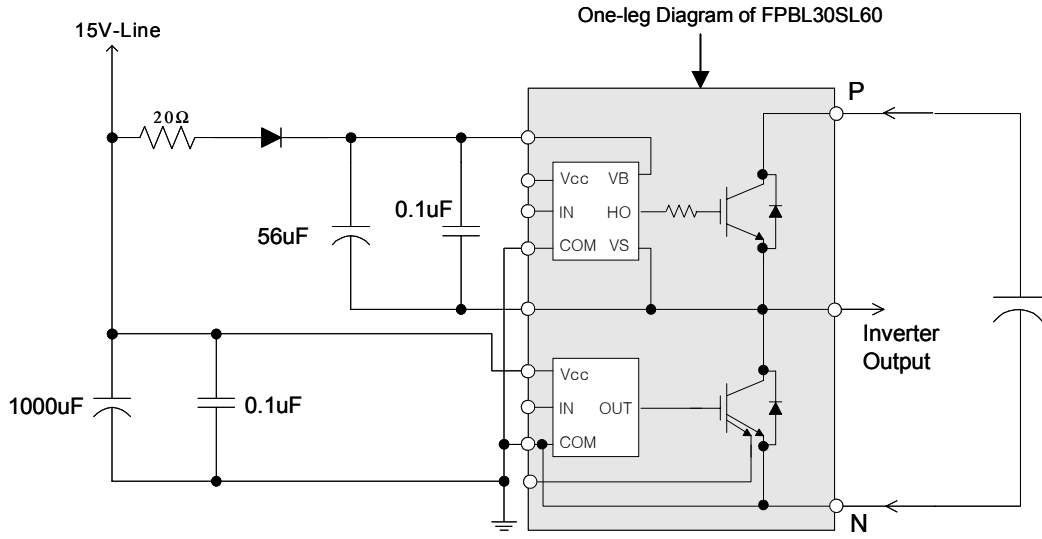 One-leg Diagram of FPBL30SL60
15V-Line
P
20Ω
Vcc VB
0.1uF
IN HO
56uF
COM VS
Inverter
Output
Vcc
1000uF
0.1uF
IN OUT
COM
N